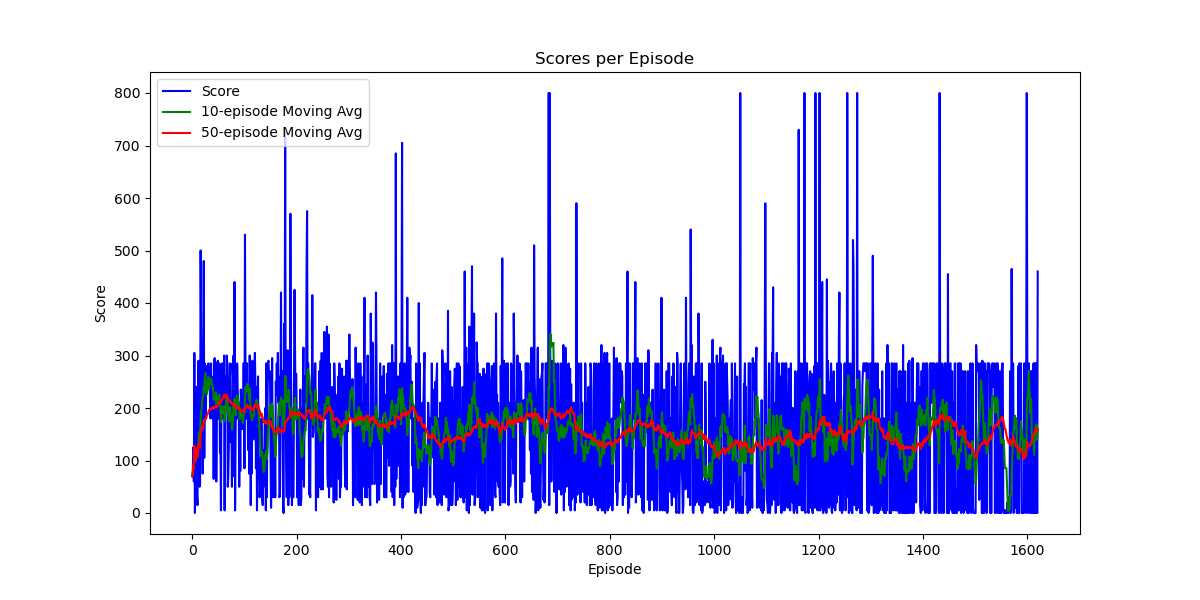 Scores per Episode
Score
10-episode Moving Avg
50-episode Moving Avg
800
700
600
500
400
300
200
100
0
Score
0 200 400 600 800 1000 1200 1400 1600
Episode